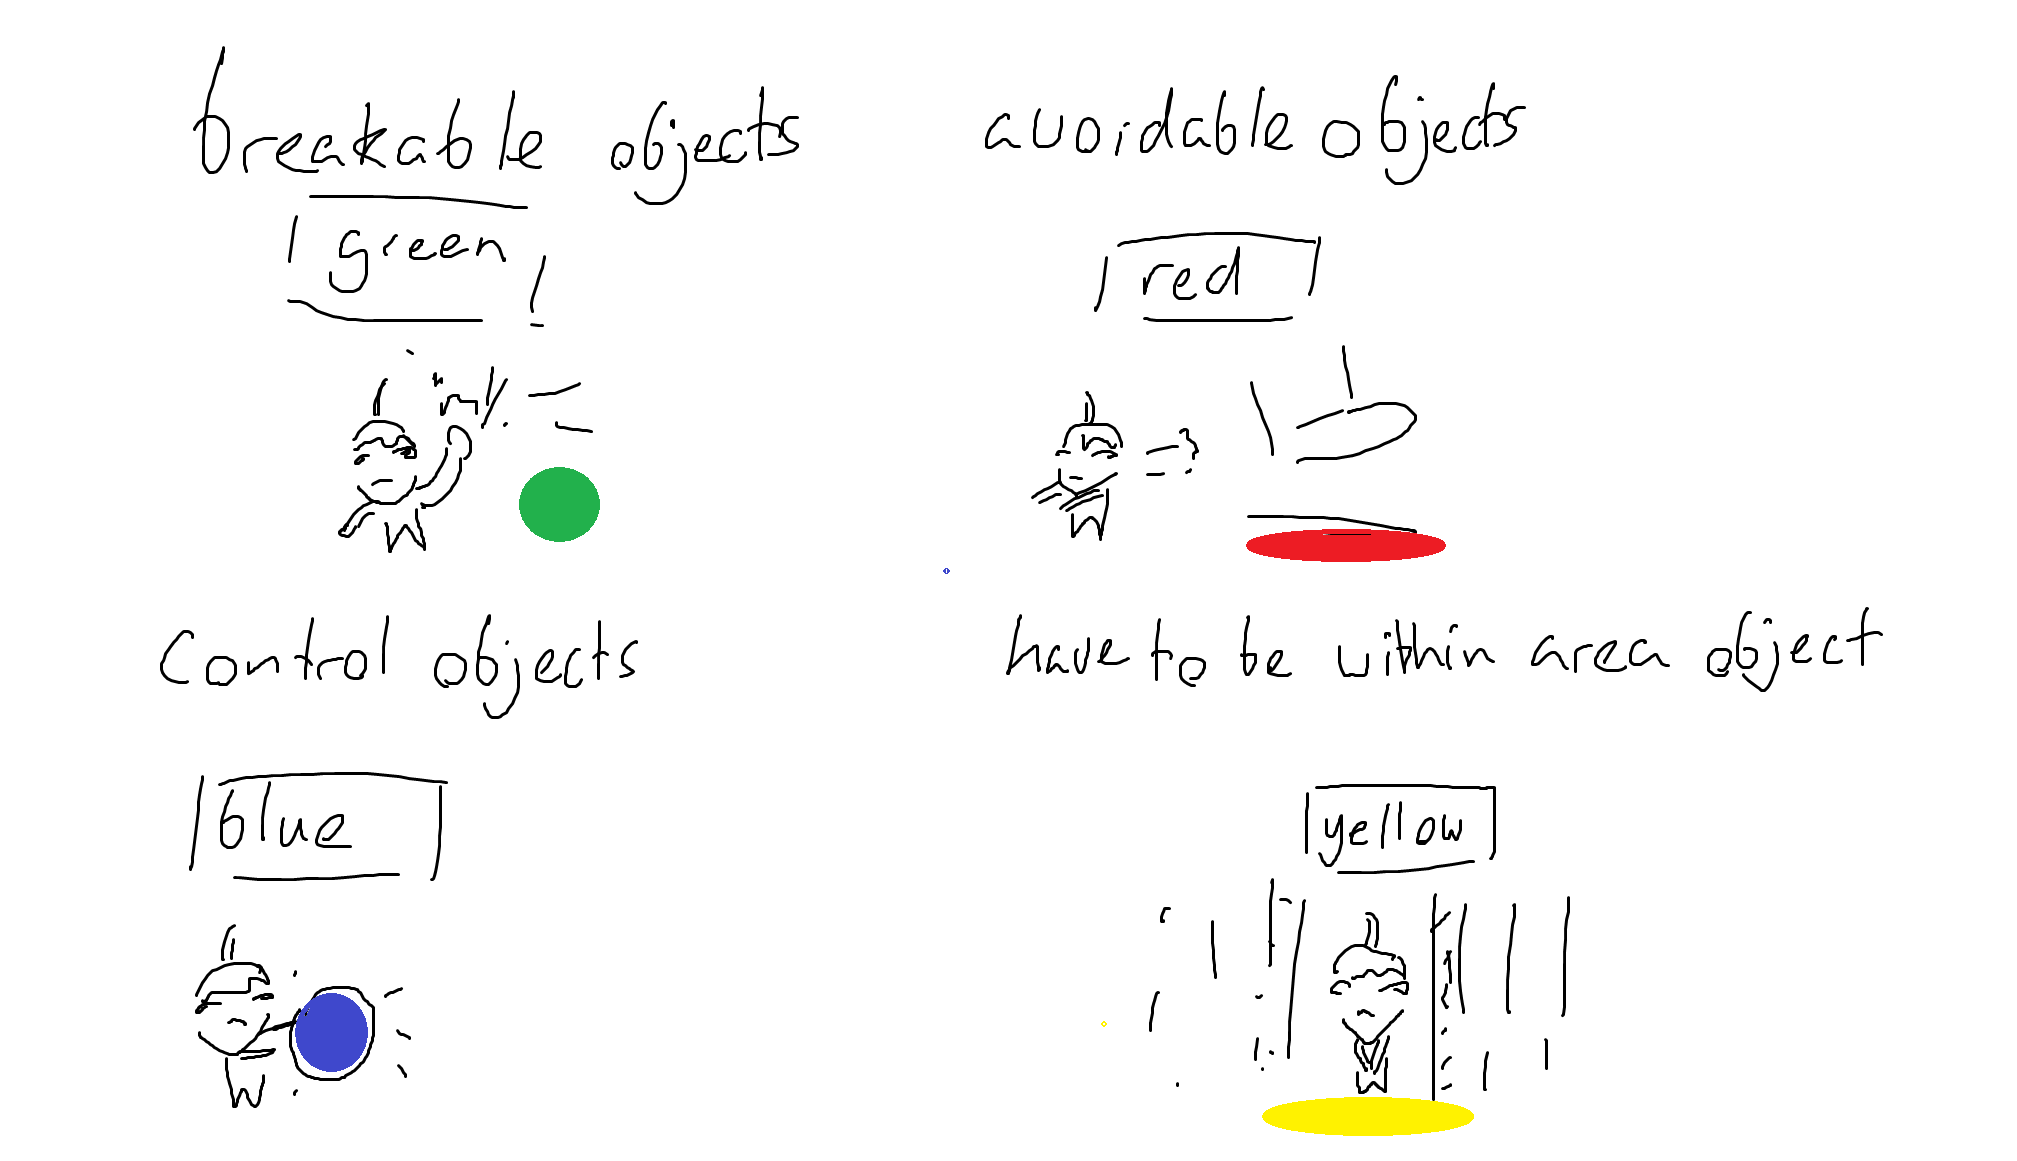 breakable objects
green
avoidable objects
red
control objects
blue
have to be within area object
yellow